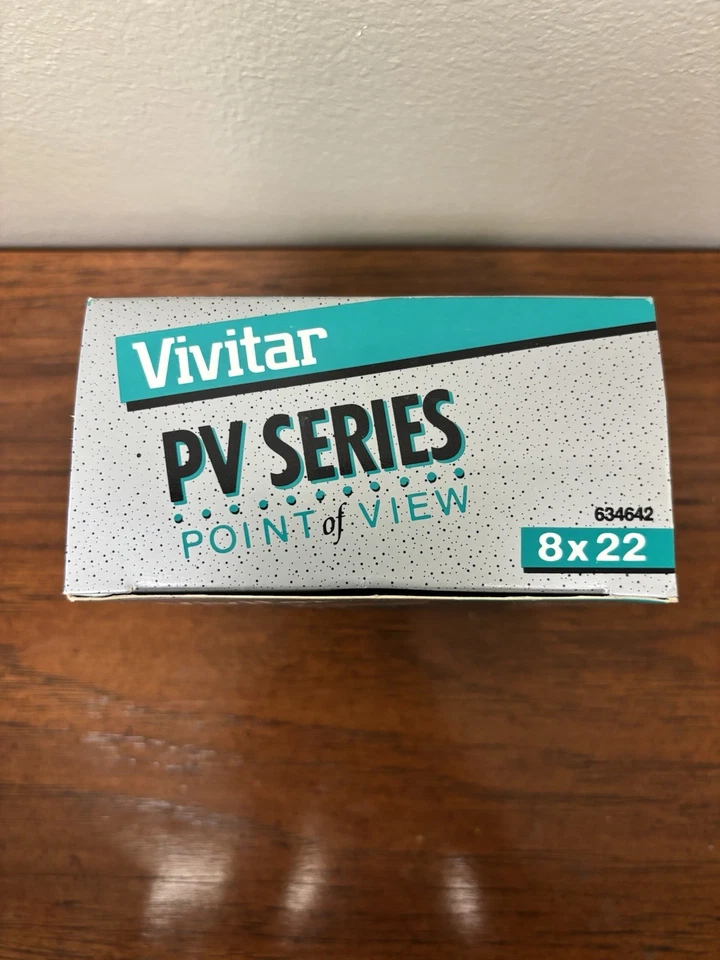 Vivitar
PV SERIES
POINT of VIEW
634642
8x22